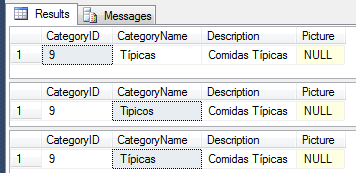 Results Messages
CategoryID CategoryName Description Picture
1 9 Típicas Comidas Típicas NULL
CategoryID CategoryName Description Picture
1 9 Tipicos Comidas Típicas NULL
CategoryID CategoryName Description Picture
1 9 Típicas Comidas Típicas NULL